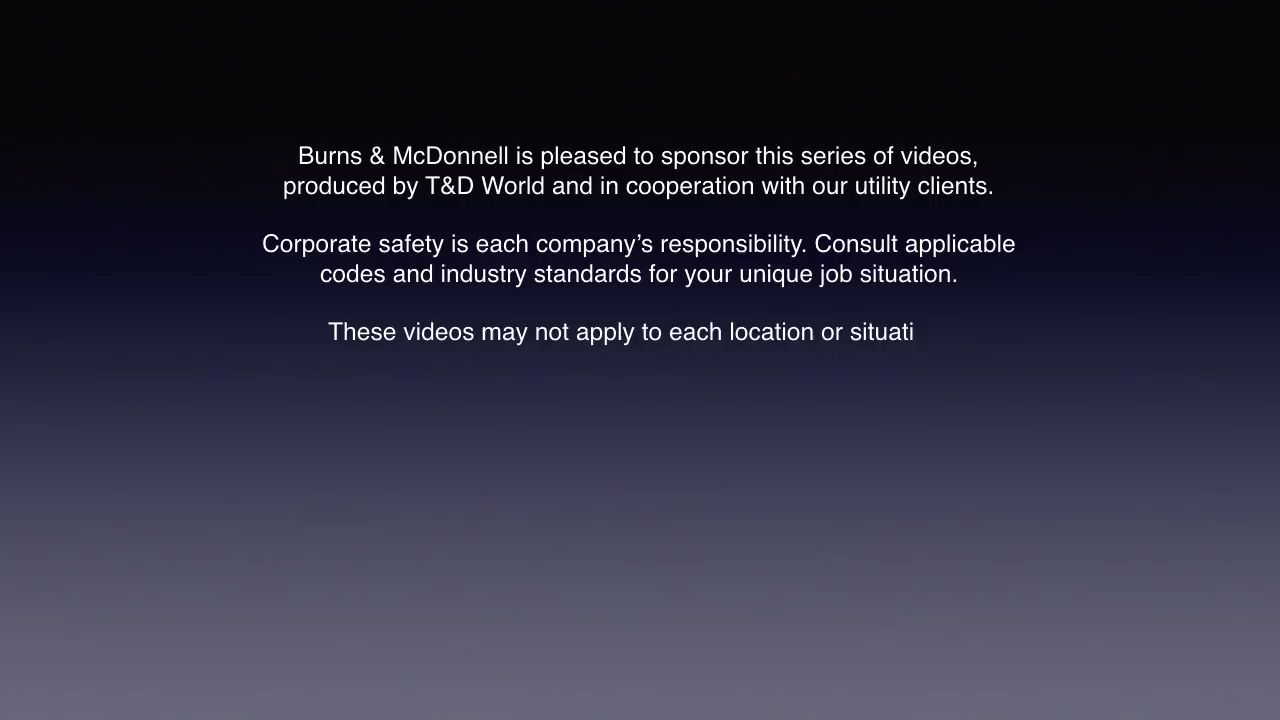 Burns & McDonnell is pleased to sponsor this series of videos,
produced by T&D World and in cooperation with our utility clients.
Corporate safety is each company’s responsibility. Consult applicable
codes and industry standards for your unique job situation.
These videos may not apply to each location or situati